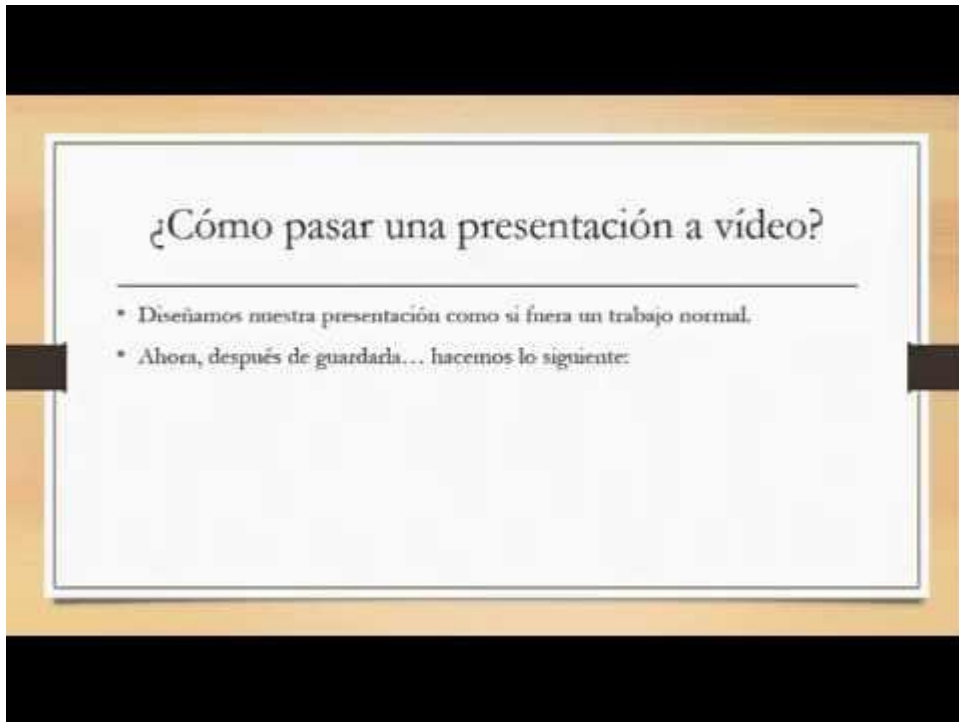 ¿Cómo pasar una presentación a vídeo?
• Diseñamos nuestra presentación como si fuera un trabajo normal.
• Ahora, después de guardarla… hacemos lo siguiente: